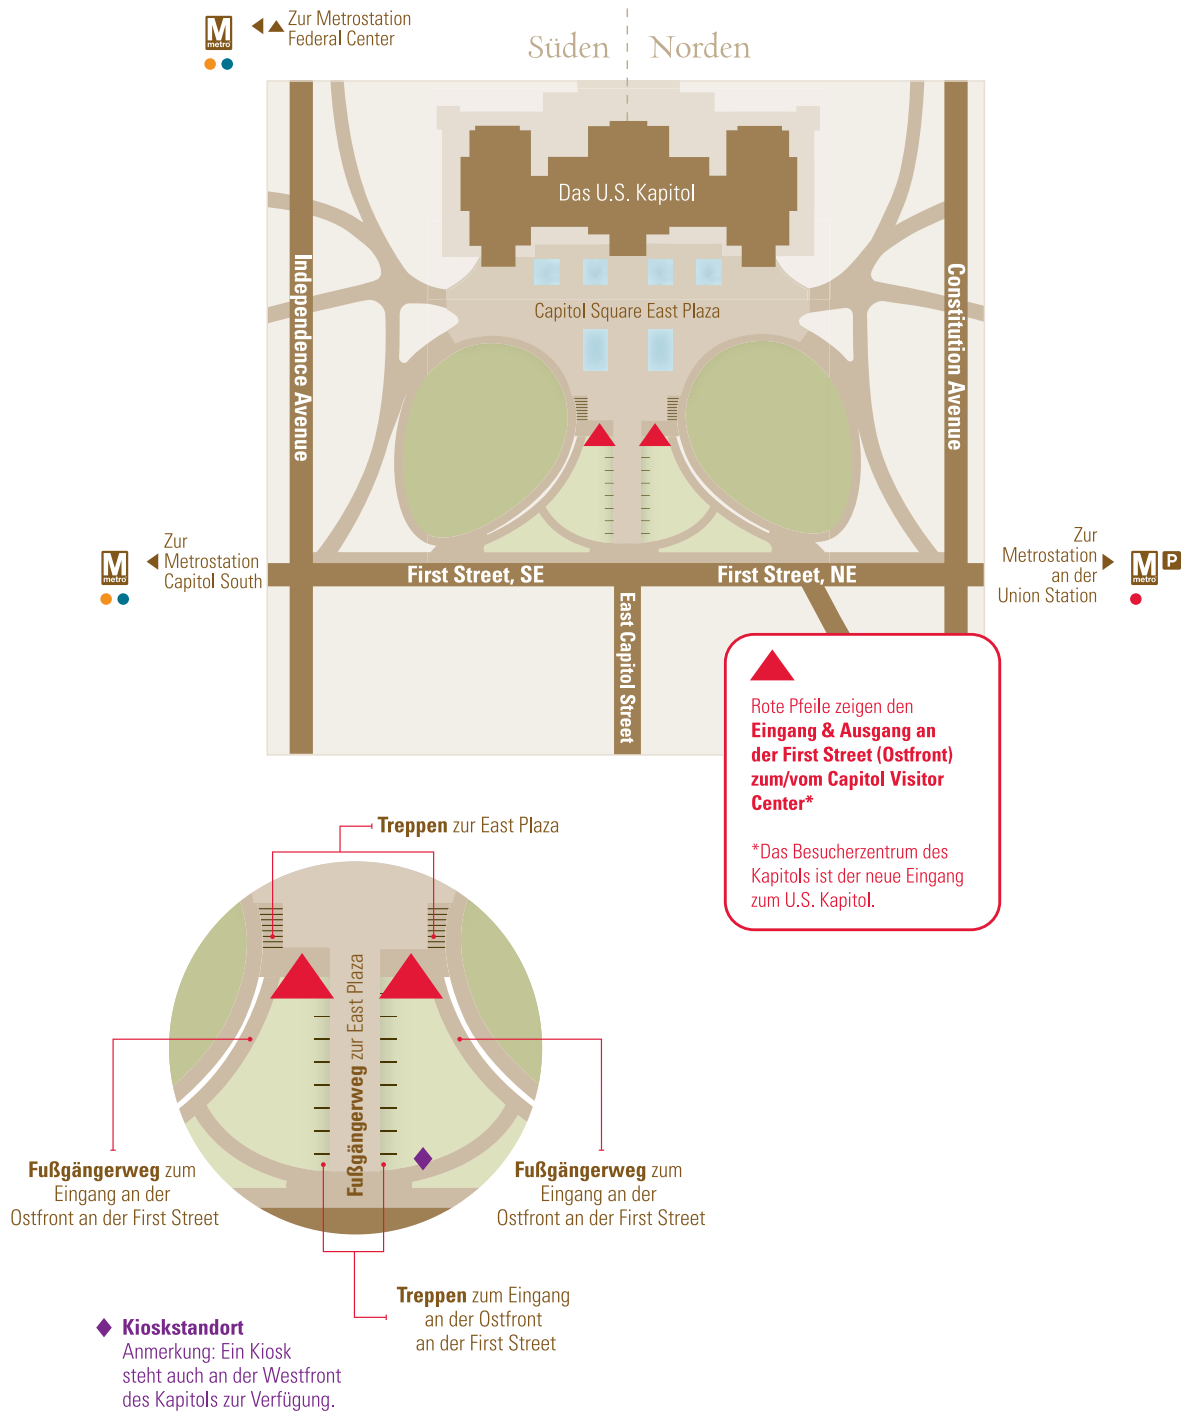 M
metro
Zur Metrostation
Federal Center
Süden
Norden
Das U.S. Kapitol
Capitol Square East Plaza
Independence Avenue
Constitution Avenue
M
metro
Zur
Metrostation
Capitol South
First Street, SE
First Street, NE
East Capitol Street
Zur
Metrostation
an der
Union Station
M
metro
P
Rote Pfeile zeigen den
Eingang & Ausgang an
der First Street (Ostfront)
zum/vom Capitol Visitor
Center*
*Das Besucherzentrum des
Kapitols ist der neue Eingang
zum U.S. Kapitol.
Treppen zur East Plaza
Fußgängerweg zur East Plaza
Fußgängerweg zum
Eingang an der
Ostfront an der First Street
Fußgängerweg zum
Eingang an der
Ostfront an der First Street
Treppen zum Eingang
an der Ostfront
an der First Street
Kioskstandort
Anmerkung: Ein Kiosk
steht auch an der Westfront
des Kapitols zur Verfügung.